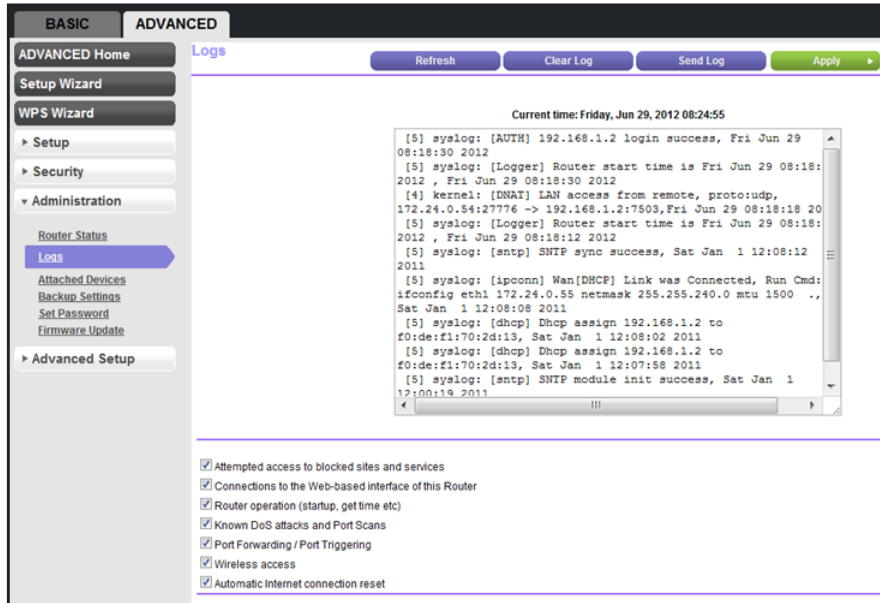 BASIC ADVANCED
ADVANCED Home
Setup Wizard
WPS Wizard
Setup
Security
Administration
Router Status
Logs
Attached Devices
Backup Settings
Set Password
Firmware Update
Advanced Setup
Logs
Refresh Clear Log Send Log Apply
Current time: Friday, Jun 29, 2012 08:24:55
[5] syslog: [AUTH] 192.168.1.2 login success, Fri Jun 29
08:18:30 2012
[5] syslog: [Logger] Router start time is Fri Jun 29 08:18:
2012 , Fri Jun 29 08:18:30 2012
[4] kernel: [DNAT] LAN access from remote, proto:udp,
172.24.0.54:27776 -> 192.168.1.2:7503,Fri Jun 29 08:18:18 20
[5] syslog: [Logger] Router start time is Fri Jun 29 08:18:
2012 , Fri Jun 29 08:18:12 2012
[5] syslog: [sntp] SNTP sync success, Sat Jan 1 12:08:12
2011
[5] syslog: [ipconn] Wan[DHCP] Link was Connected, Run Cmd:
ifconfig eth1 172.24.0.55 netmask 255.255.240.0 mtu 1500 .,
Sat Jan 1 12:08:08 2011
[5] syslog: [dhcp] Dhcp assign 192.168.1.2 to
f0:de:f1:70:2d:13, Sat Jan 1 12:08:02 2011
[5] syslog: [dhcp] Dhcp assign 192.168.1.2 to
f0:de:f1:70:2d:13, Sat Jan 1 12:07:58 2011
[5] syslog: [sntp] SNTP module init success, Sat Jan 1
12:00:19 2011
Attempted access to blocked sites and services
Connections to the Web-based interface of this Router
Router operation (startup, get time etc)
Known DoS attacks and Port Scans
Port Forwarding / Port Triggering
Wireless access
Automatic Internet connection reset